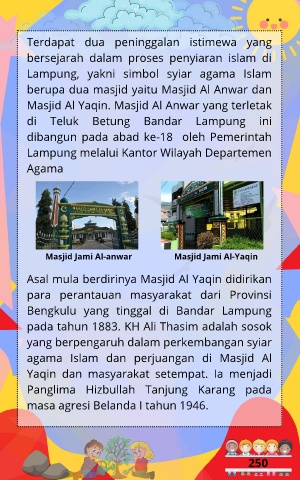 Terdapat dua peninggalan istimewa yang
bersejarah dalam proses penyiaran islam di
Lampung, yakni simbol syiar agama Islam
berupa dua masjid yaitu Masjid Al Anwar dan
Masjid Al Yaqin. Masjid Al Anwar yang terletak
di Teluk Betung Bandar Lampung ini
dibangun pada abad ke-18 oleh Pemerintah
Lampung melalui Kantor Wilayah Departemen
Agama
Masjid Jami Al-anwar
Masjid Jami Al-Yaqin
Asal mula berdirinya Masjid Al Yaqin didirikan
para perantauan masyarakat dari Provinsi
Bengkulu yang tinggal di Bandar Lampung
pada tahun 1883. KH Ali Thasim adalah sosok
yang berpengaruh dalam perkembangan syiar
agama Islam dan perjuangan di Masjid Al
Yaqin dan masyarakat setempat. Ia menjadi
Panglima Hizbullah Tanjung Karang pada
masa agresi Belanda I tahun 1946.
250